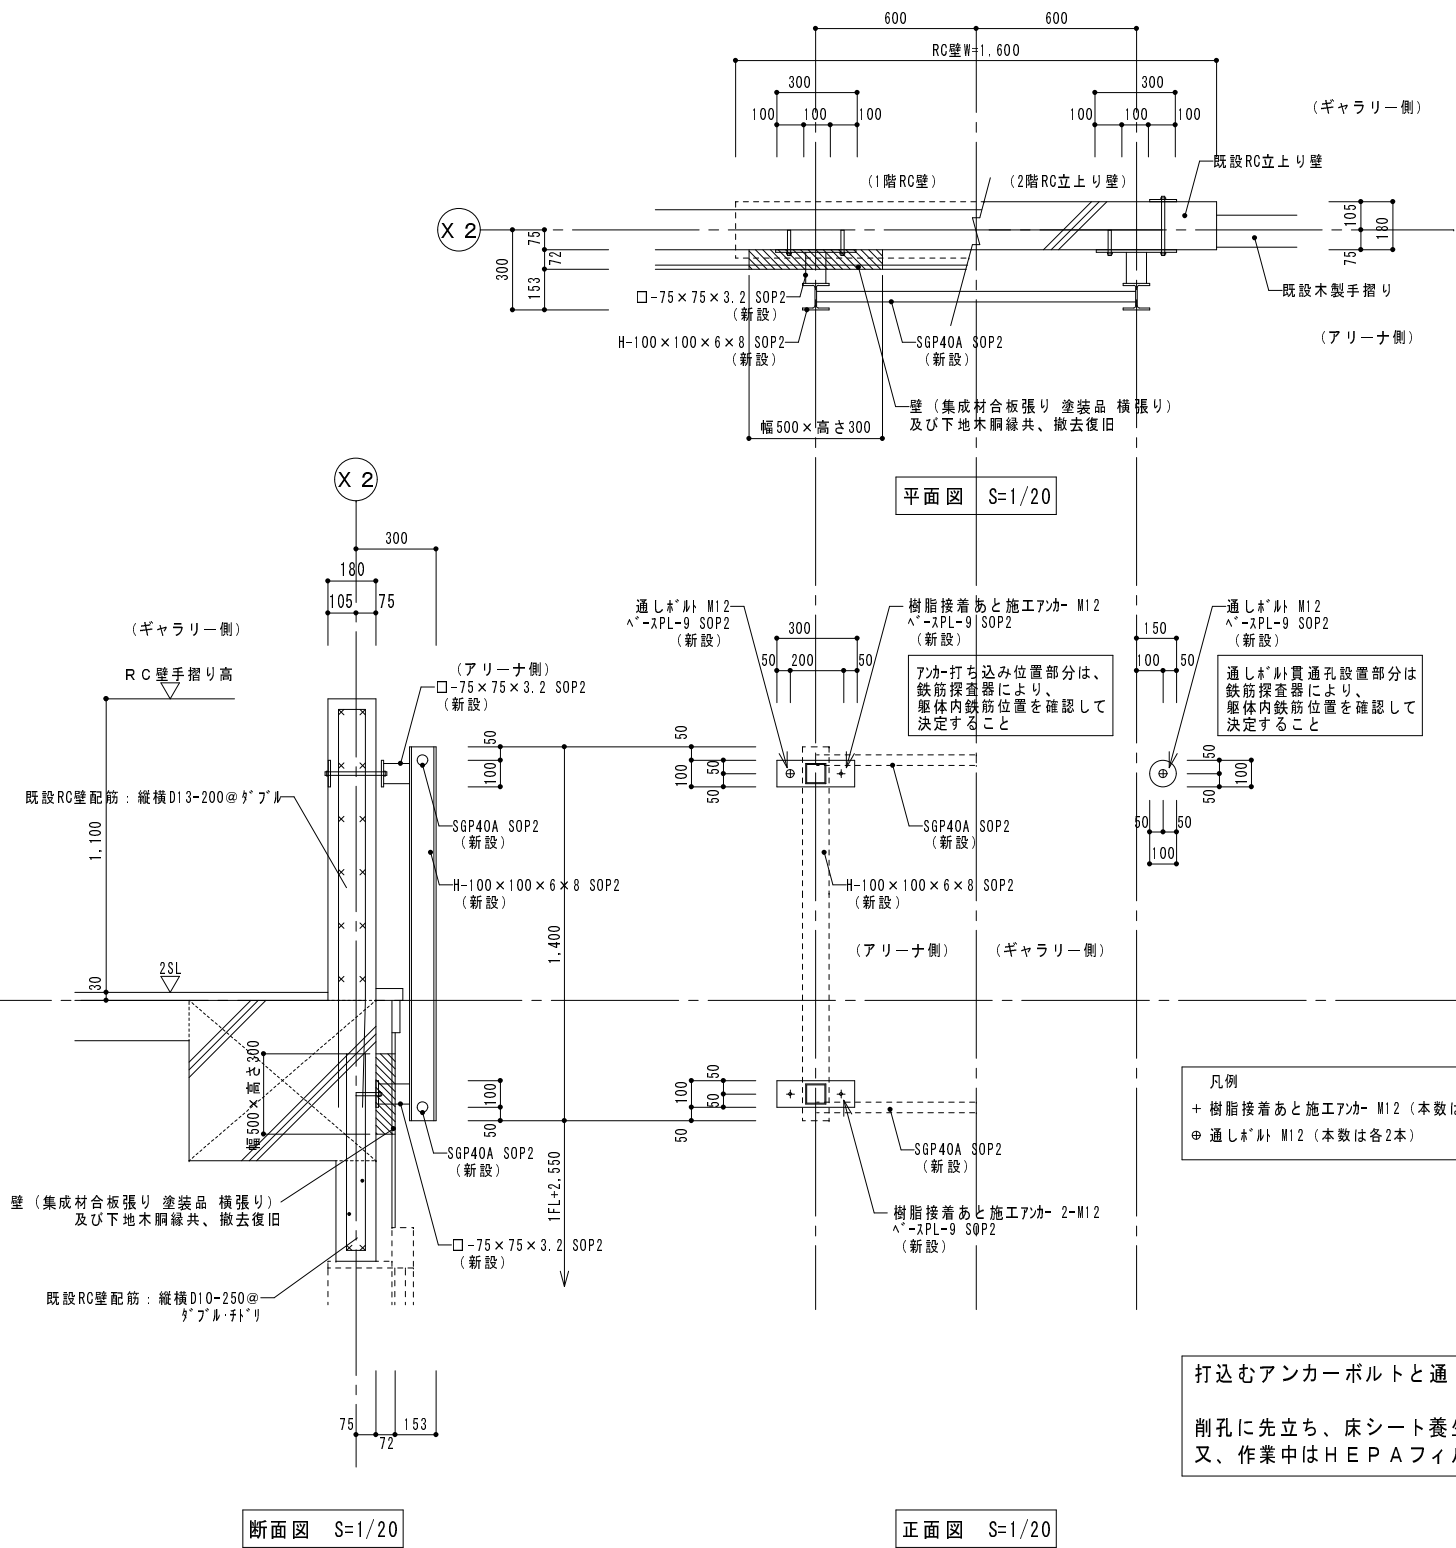 600
600
RC壁W=1,600
300
300
100
100
100
100
100
100
(ギャラリー側)
既設RC立上り壁
(1階RC壁)
(2階RC立上り壁)
X 2
75
72
300
153
105
180
75
□-75×75×3.2 SOP2
(新設)
既設木製手摺り
H-100×100×6×8 SOP2
(新設)
SGP40A SOP2
(新設)
(アリーナ側)
壁 (集成材合板張り 塗装品 横張り)
及び下地木胴縁共、撤去復旧
幅500×高さ300
平面図 S=1/20
X 2
300
180
105
75
(ギャラリー側)
RC壁手摺り高
(アリーナ側)
□-75×75×3.2 SOP2
(新設)
既設RC壁配筋：縦横D13-200@ダブル
1,100
30
2SL
SGP40A SOP2
(新設)
H-100×100×6×8 SOP2
(新設)
幅500×高さ300
50
100
1,400
100
50
1FL+2,550
SGP40A SOP2
(新設)
壁 (集成材合板張り 塗装品 横張り)
及び下地木胴縁共、撤去復旧
□-75×75×3.2 SOP2
(新設)
既設RC壁配筋：縦横D10-250@
ダブル・チドリ
75
72
153
断面図 S=1/20
通しボルト M12
ベースPL-9 SOP2
(新設)
樹脂接着あと施工アンカー M12
ベースPL-9 SOP2
(新設)
通しボルト M12
ベースPL-9 SOP2
(新設)
300
50
200
50
150
100
50
アンカー打ち込み位置部分は、
鉄筋探査器により、
躯体内鉄筋位置を確認して
決定すること
通しボルト貫通孔設置部分は
鉄筋探査器により、
躯体内鉄筋位置を確認して
決定すること
50
100
50
50
50
50
100
50
50
100
SGP40A SOP2
(新設)
H-100×100×6×8 SOP2
(新設)
(アリーナ側)
(ギャラリー側)
100
50
50
50
SGP40A SOP2
(新設)
樹脂接着あと施工アンカー 2-M12
ベースPL-9 SOP2
(新設)
凡例
+ 樹脂接着あと施工アンカー M12 (本数は
⊕ 通しボルト M12 (本数は各2本)
打込むアンカーボルトと通
削孔に先立ち、床シート養
又、作業中はHEPAフィ
正面図 S=1/20